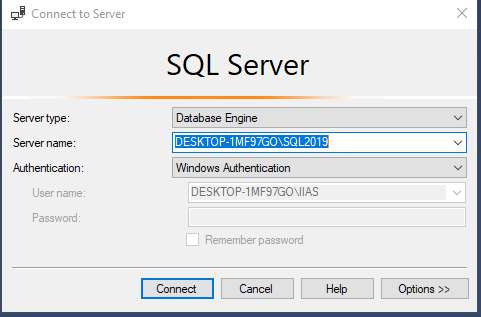 Connect to Server
SQL Server
Server type: Database Engine
Server name: DESKTOP-1MF97GO\SQL2019
Authentication: Windows Authentication
User name: DESKTOP-1MF97GO\IIAS
Password:
Remember password
Connect Cancel Help Options >>